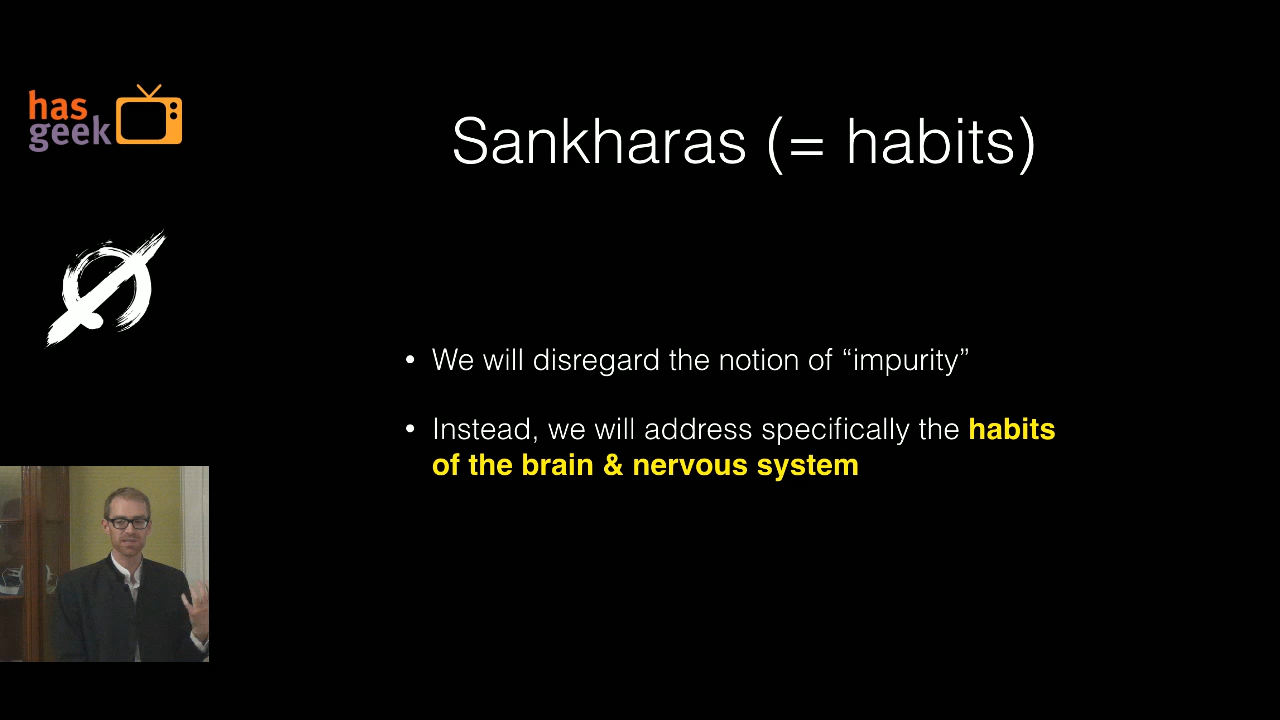 has
geek
Sankharas (= habits)
• We will disregard the notion of “impurity”
• Instead, we will address specifically the habits
of the brain & nervous system